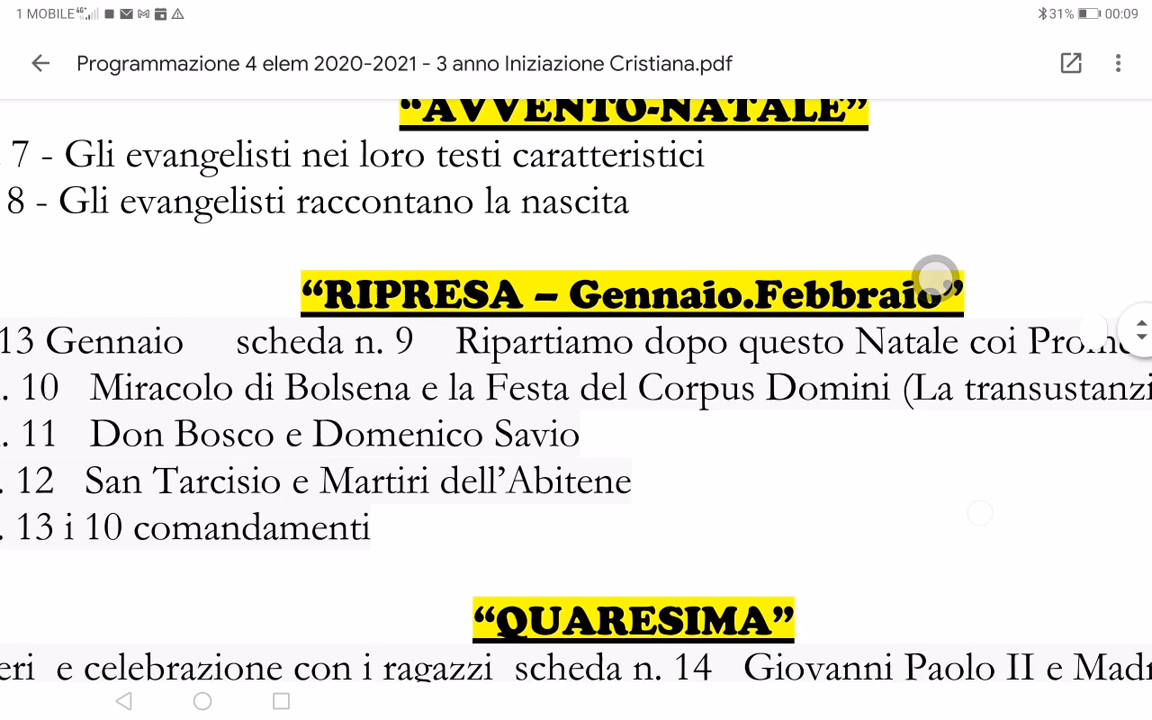 1 MOBILE 4G 31% 00:09
Programmazione 4 elem 2020-2021 - 3 anno Iniziazione Cristiana.pdf
“AVVENTO-NATALE”
. 7 - Gli evangelisti nei loro testi caratteristici
8 - Gli evangelisti raccontano la nascita
“RIPRESA – Gennaio.Febbraio”
13 Gennaio scheda n. 9 Ripartiamo dopo questo Natale coi
. 10 Miracolo di Bolsena e la Festa del Corpus Domini (La transustanzi
. 11 Don Bosco e Domenico Savio
. 12 San Tarcisio e Martiri dell’Abitene
. 13 i 10 comandamenti
“QUARESIMA”
eri e celebrazione con i ragazzi scheda n. 14 Giovanni Paolo II e Madr